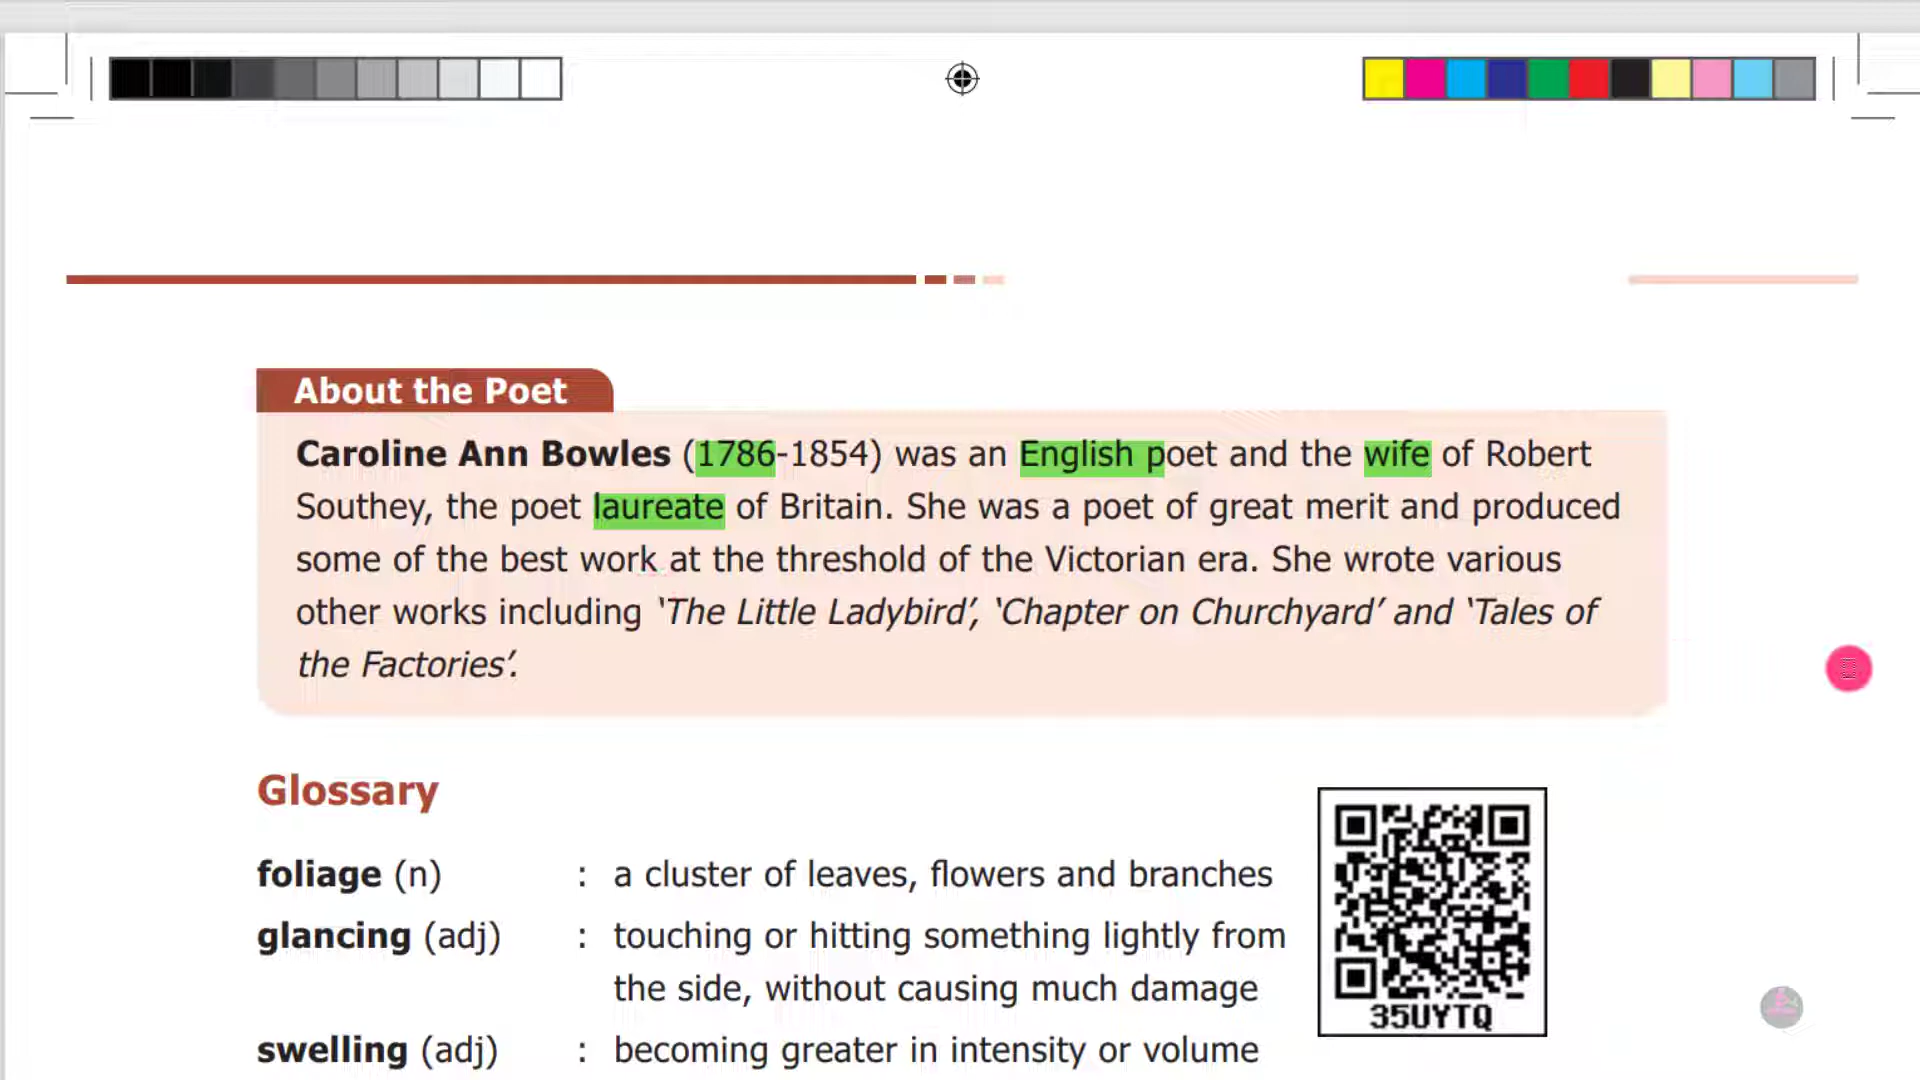 About the Poet
Caroline Ann Bowles (1786-1854) was an English poet and the wife of Robert
Southey, the poet laureate of Britain. She was a poet of great merit and produced
some of the best work at the threshold of the Victorian era. She wrote various
other works including ‘The Little Ladybird’, ‘Chapter on Churchyard’ and ‘Tales of
the Factories’.
Glossary
foliage (n) : a cluster of leaves, flowers and branches
glancing (adj) : touching or hitting something lightly from
the side, without causing much damage
swelling (adj) : becoming greater in intensity or volume
35UYTQ